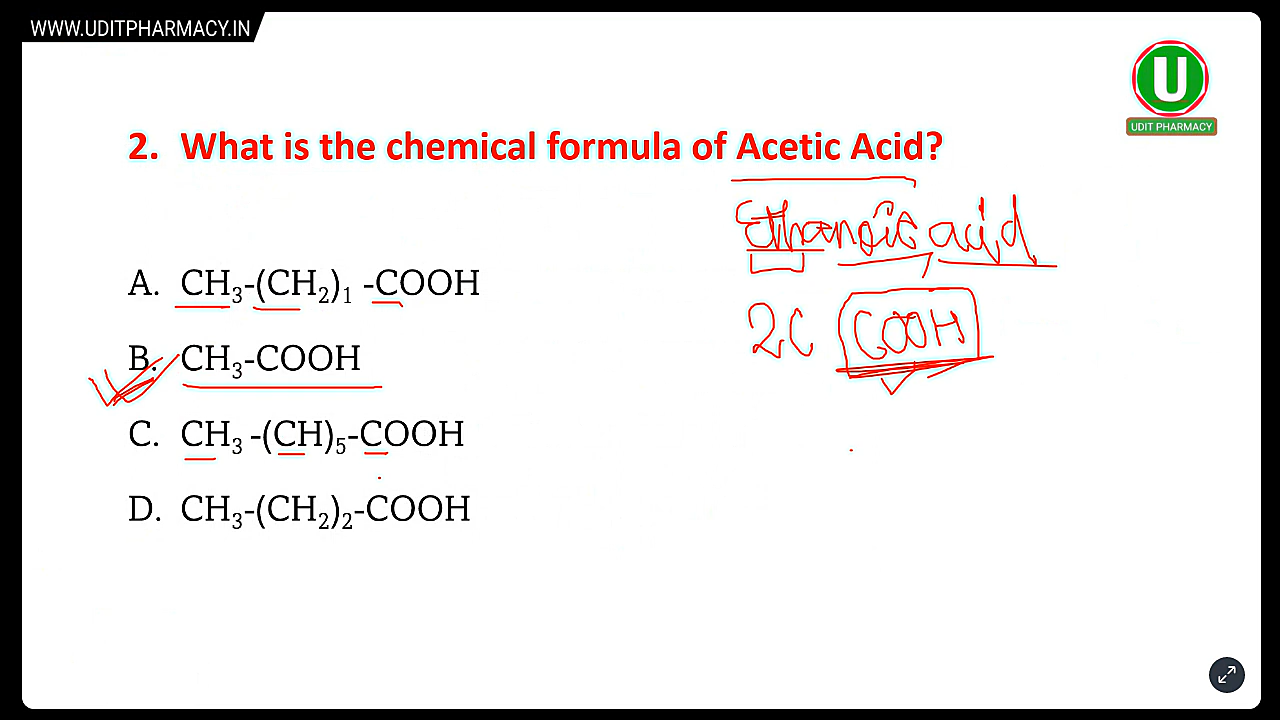 WWW.UDITPHARMACY.IN
U
UDIT PHARMACY
2. What is the chemical formula of Acetic Acid?
Ethanoic acid
A. CH₃-(CH₂)₁ -COOH
2C COOH
B. CH₃-COOH
C. CH₃ -(CH)₅-COOH
D. CH₃-(CH₂)₂-COOH